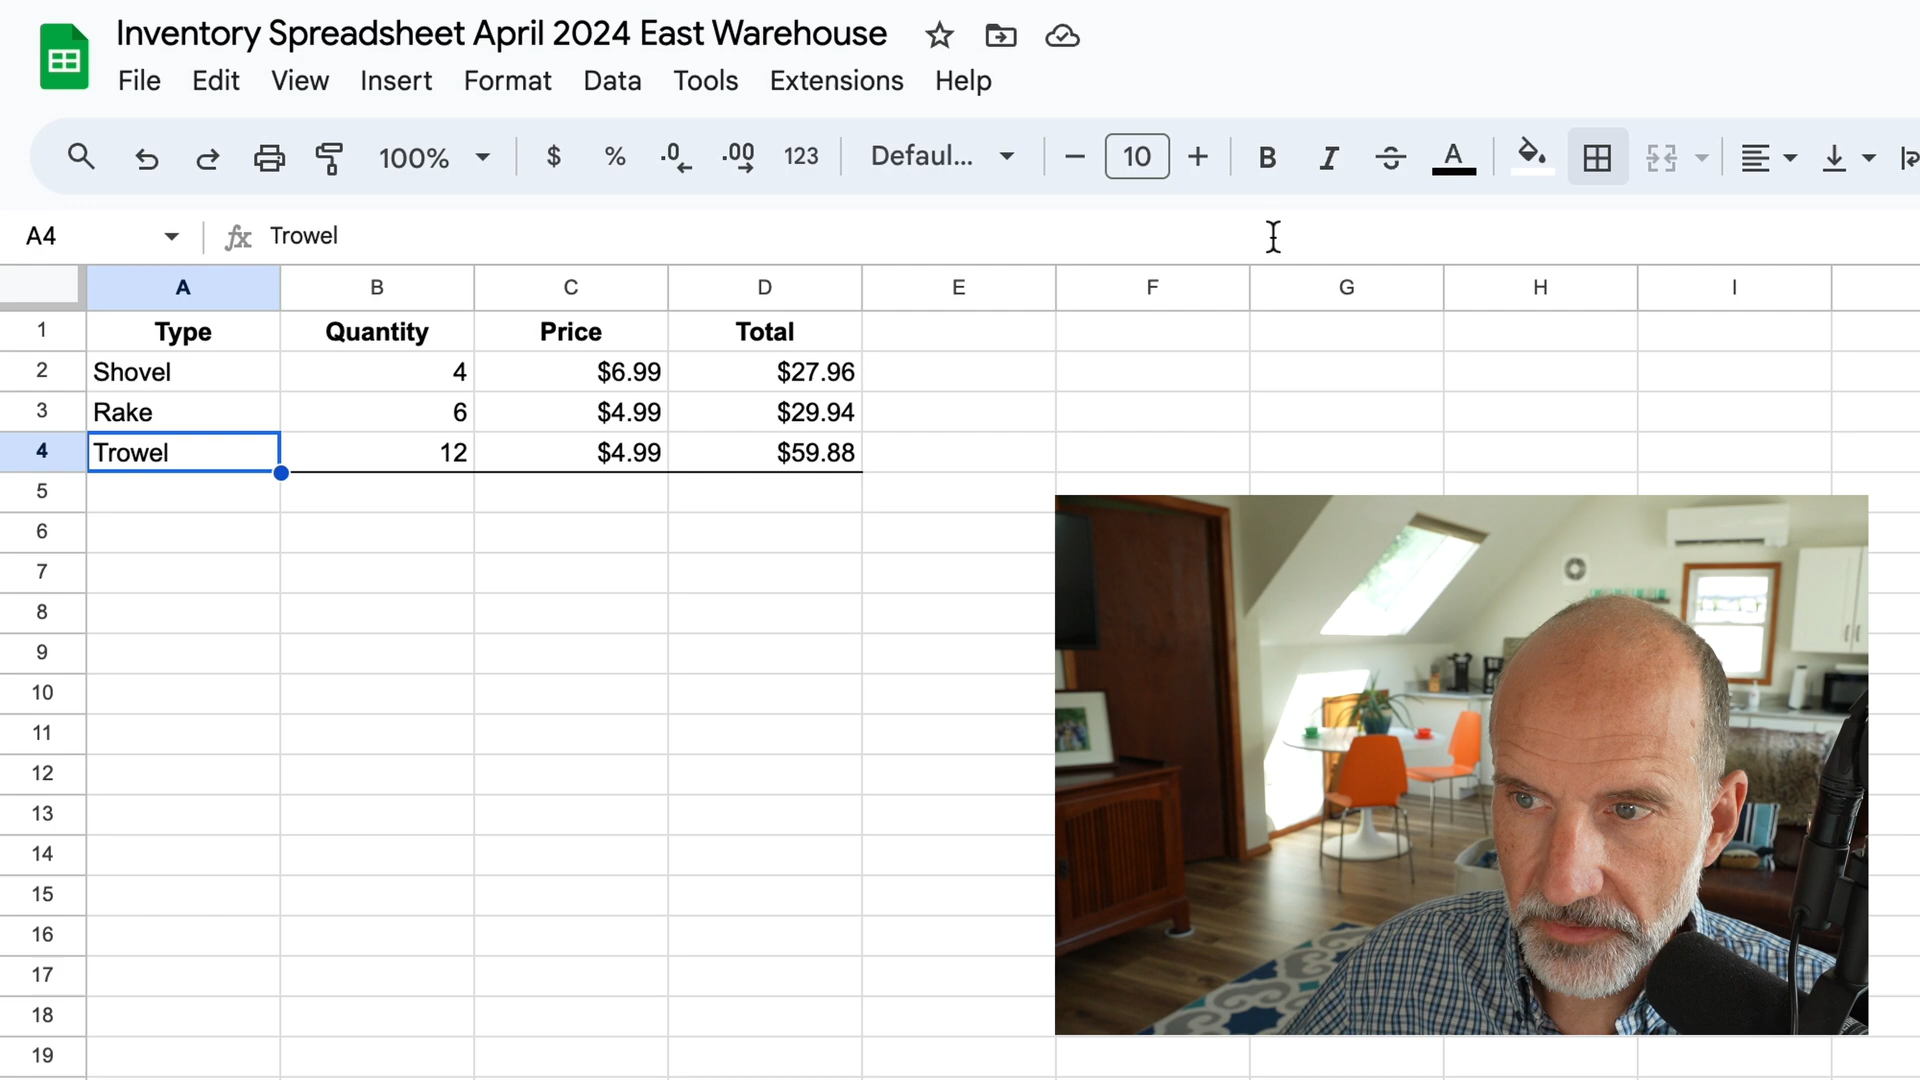 Inventory Spreadsheet April 2024 East Warehouse
File Edit View Insert Format Data Tools Extensions Help
100% $ % .0 .00 123 Defaul... 10 B I A
A4 fx Trowel
A B C D E F G H I
1 Type Quantity Price Total
2 Shovel 4 $6.99 $27.96
3 Rake 6 $4.99 $29.94
4 Trowel 12 $4.99 $59.88
5
6
7
8
9
10
11
12
13
14
15
16
17
18
19